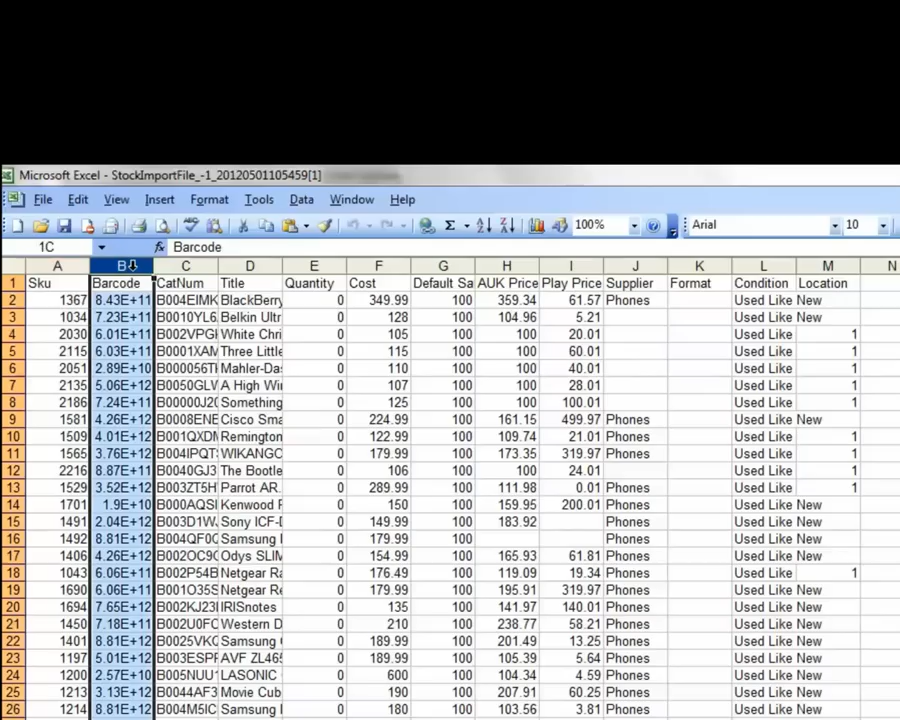 Microsoft Excel - StockImportFile_-1_20120501105459[1]
File Edit View Insert Format Tools Data Window Help
Σ 100% Arial 10
1C fx Barcode
A B C D E F G H I J K L M N
1 Sku Barcode CatNum Title Quantity Cost Default Sa AUK Price Play Price Supplier Format Condition Location
2 1367 8.43E+11 B004EIMK BlackBerry 0 349.99 100 359.34 61.57 Phones Used Like New
3 1034 7.23E+11 B0010YL6 Belkin Ultr 0 128 100 104.96 5.21 Used Like New
4 2030 6.01E+11 B002VPGH White Chri 0 105 100 100 20.01 Used Like 1
5 2115 6.03E+11 B0001XAM Three Little 0 115 100 100 60.01 Used Like 1
6 2051 2.89E+10 B000056TK Mahler-Da 0 110 100 100 40.01 Used Like 1
7 2135 5.06E+12 B0050GLW A High Wi 0 107 100 100 28.01 Used Like 1
8 2186 7.24E+11 B00000J2 Something 0 125 100 100 100.01 Used Like 1
9 1581 4.26E+12 B0008ENE Cisco Sma 0 224.99 100 161.15 499.97 Phones Used Like New
10 1509 4.01E+12 B001QXDM Remington 0 122.99 100 109.74 21.01 Phones Used Like 1
11 1565 3.76E+12 B004IPQT WIKANGO 0 179.99 100 173.35 319.97 Phones Used Like 1
12 2216 8.87E+11 B0040GJ3 The Bootle 0 106 100 100 24.01 Used Like 1
13 1529 3.52E+12 B003ZT5H Parrot AR. 0 289.99 100 111.98 0.01 Phones Used Like 1
14 1701 1.9E+10 B000AQSI Kenwood 0 150 100 159.95 200.01 Phones Used Like New
15 1491 2.04E+12 B003D1W Sony ICF- 0 149.99 100 183.92 Phones Used Like New
16 1492 8.81E+12 B004QF0C Samsung 0 179.99 100 Phones Used Like New
17 1406 4.26E+12 B002OC9C Odys SLIM 0 154.99 100 165.93 61.81 Phones Used Like New
18 1043 6.06E+11 B002P54B Netgear Ra 0 176.49 100 119.09 19.34 Phones Used Like 1
19 1690 6.06E+11 B001O35S Netgear Re 0 179.99 100 195.91 319.97 Phones Used Like New
20 1694 7.65E+12 B002KJ23 IRISnotes 0 135 100 141.97 140.01 Phones Used Like New
21 1450 7.18E+11 B002L6OF Western D 0 210 100 238.77 58.21 Phones Used Like New
22 1401 8.81E+12 B0025VKC Samsung 0 189.99 100 201.49 13.25 Phones Used Like New
23 1197 5.01E+12 B003ESPF AVF ZL465 0 189.99 100 105.39 5.64 Phones Used Like New
24 1200 2.57E+10 B005NUU LASONIC 0 600 100 104.34 4.59 Phones Used Like New
25 1213 3.13E+12 B0044AF3 Movie Cub 0 190 100 207.91 60.25 Phones Used Like New
26 1214 8.81E+12 B004M5IC Samsung 0 180 100 103.56 3.81 Phones Used Like New